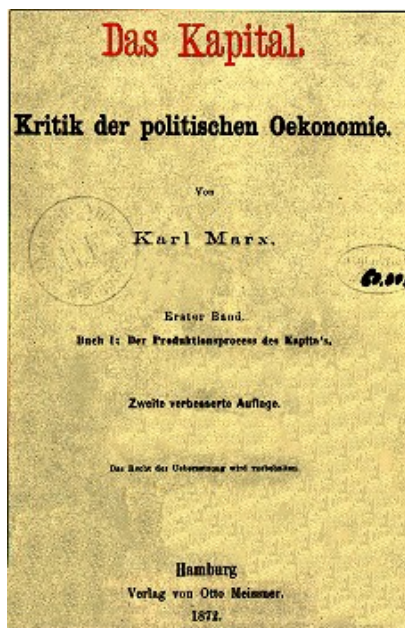 Das Kapital.
Kritik der politischen Oekonomie.
Von
Karl Marx.
Erster Band.
Buch I: Der Produktionsprocess des Kapita's.
Zweite verbesserte Auflage.
Das Recht der Uebersetzung wird vorbehalten.
Hamburg
Verlag von Otto Meissner.
1872.